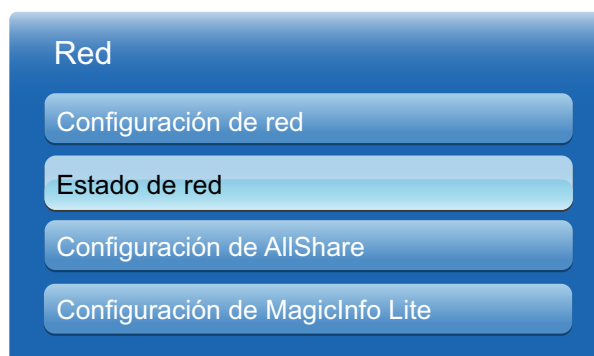 Red
Configuración de red
Estado de red
Configuración de AllShare
Configuración de MagicInfo Lite